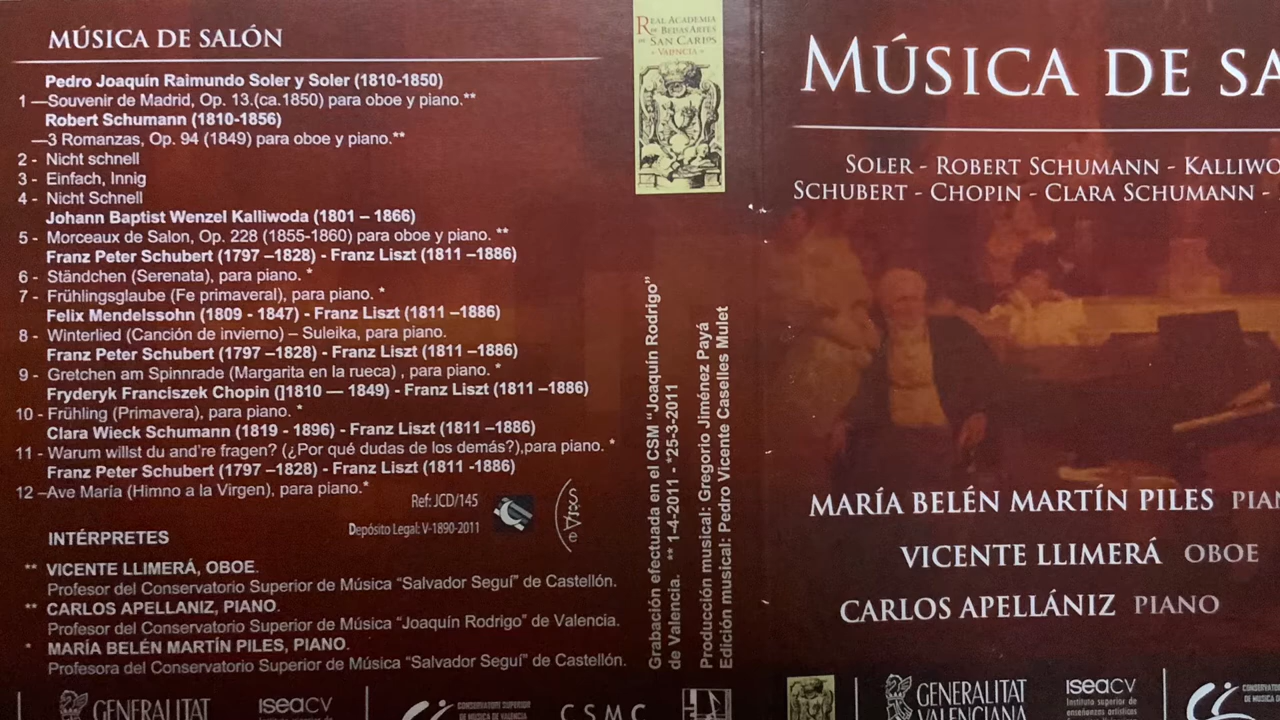 MÚSICA DE SALÓN
Pedro Joaquín Raimundo Soler y Soler (1810-1850)
1 —Souvenir de Madrid, Op. 13.(ca.1850) para oboe y piano.**
Robert Schumann (1810-1856)
—3 Romanzas, Op. 94 (1849) para oboe y piano.**
2 - Nicht schnell
3 - Einfach, Innig
4 - Nicht Schnell
Johann Baptist Wenzel Kalliwoda (1801 – 1866)
5 - Morceaux de Salon, Op. 228 (1855-1860) para oboe y piano. **
Franz Peter Schubert (1797 –1828) - Franz Liszt (1811 –1886)
6 - Ständchen (Serenata), para piano. *
7 - Frühlingsglaube (Fe primaveral), para piano. *
Felix Mendelssohn (1809 - 1847) - Franz Liszt (1811 –1886)
8 - Winterlied (Canción de invierno) – Suleika, para piano.
Franz Peter Schubert (1797 –1828) - Franz Liszt (1811 –1886)
9 - Gretchen am Spinnrade (Margarita en la rueca) , para piano. *
Fryderyk Franciszek Chopin (]1810 — 1849) - Franz Liszt (1811 –1886)
10 - Frühling (Primavera), para piano. *
Clara Wieck Schumann (1819 - 1896) - Franz Liszt (1811 –1886)
11 - Warum willst du and're fragen? (¿Por qué dudas de los demás?),para piano. *
Franz Peter Schubert (1797 –1828) - Franz Liszt (1811 -1886)
12 –Ave María (Himno a la Virgen), para piano.*
Ref: JCD/145
Depósito Legal: V-1890-2011
INTÉRPRETES
** VICENTE LLIMERÁ, OBOE.
Profesor del Conservatorio Superior de Música “Salvador Seguí” de Castellón.
** CARLOS APELLANIZ, PIANO.
Profesor del Conservatorio Superior de Música “Joaquín Rodrigo” de Valencia.
* MARÍA BELÉN MARTÍN PILES, PIANO.
Profesora del Conservatorio Superior de Música “Salvador Seguí” de Castellón.
GENERALITAT
iseacv
CONSERVATORIO SUPERIOR
DE MÚSICA DE VALENCIA
CSMC
REAL ACADEMIA
DE BELLAS ARTES
DE SAN CARLOS
• VALENCIA •
Grabación efectuada en el CSM “Joaquín Rodrigo”
de Valencia. ** 1-4-2011 - *25-3-2011
Producción musical: Gregorio Jiménez Payá
Edición musical: Pedro Vicente Caselles Mulet
MÚSICA DE SA
SOLER - ROBERT SCHUMANN - KALLIWO
SCHUBERT - CHOPIN - CLARA SCHUMANN -
MARÍA BELÉN MARTÍN PILES PIAN
VICENTE LLIMERÁ OBOE
CARLOS APELLÁNIZ PIANO
GENERALITAT
VALENCIANA
iseacv
Instituto superior de
enseñanzas artísticas